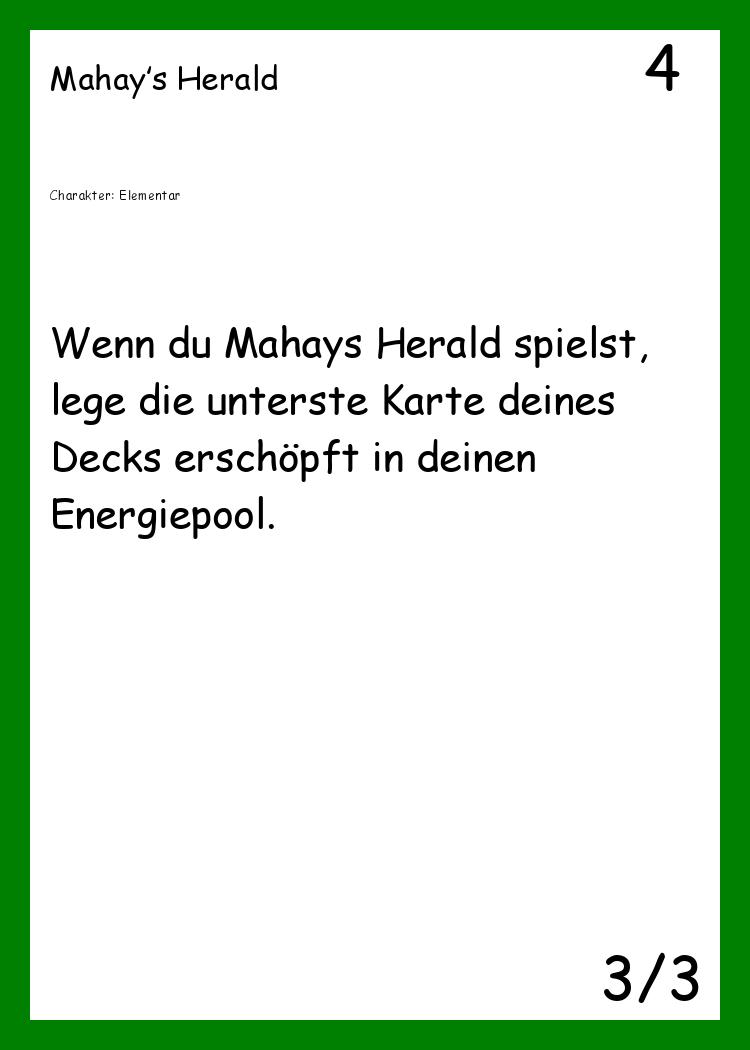 Mahay's Herald
4
Charakter: Elementar
Wenn du Mahays Herald spielst,
lege die unterste Karte deines
Decks erschöpft in deinen
Energiepool.
3/3